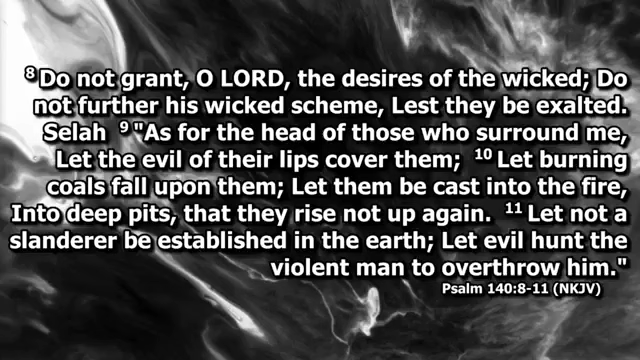 ⁸ Do not grant, O LORD, the desires of the wicked; Do
not further his wicked scheme, Lest they be exalted.
Selah ⁹ "As for the head of those who surround me,
Let the evil of their lips cover them; ¹⁰ Let burning
coals fall upon them; Let them be cast into the fire,
Into deep pits, that they rise not up again. ¹¹ Let not a
slanderer be established in the earth; Let evil hunt the
violent man to overthrow him."
Psalm 140:8-11 (NKJV)